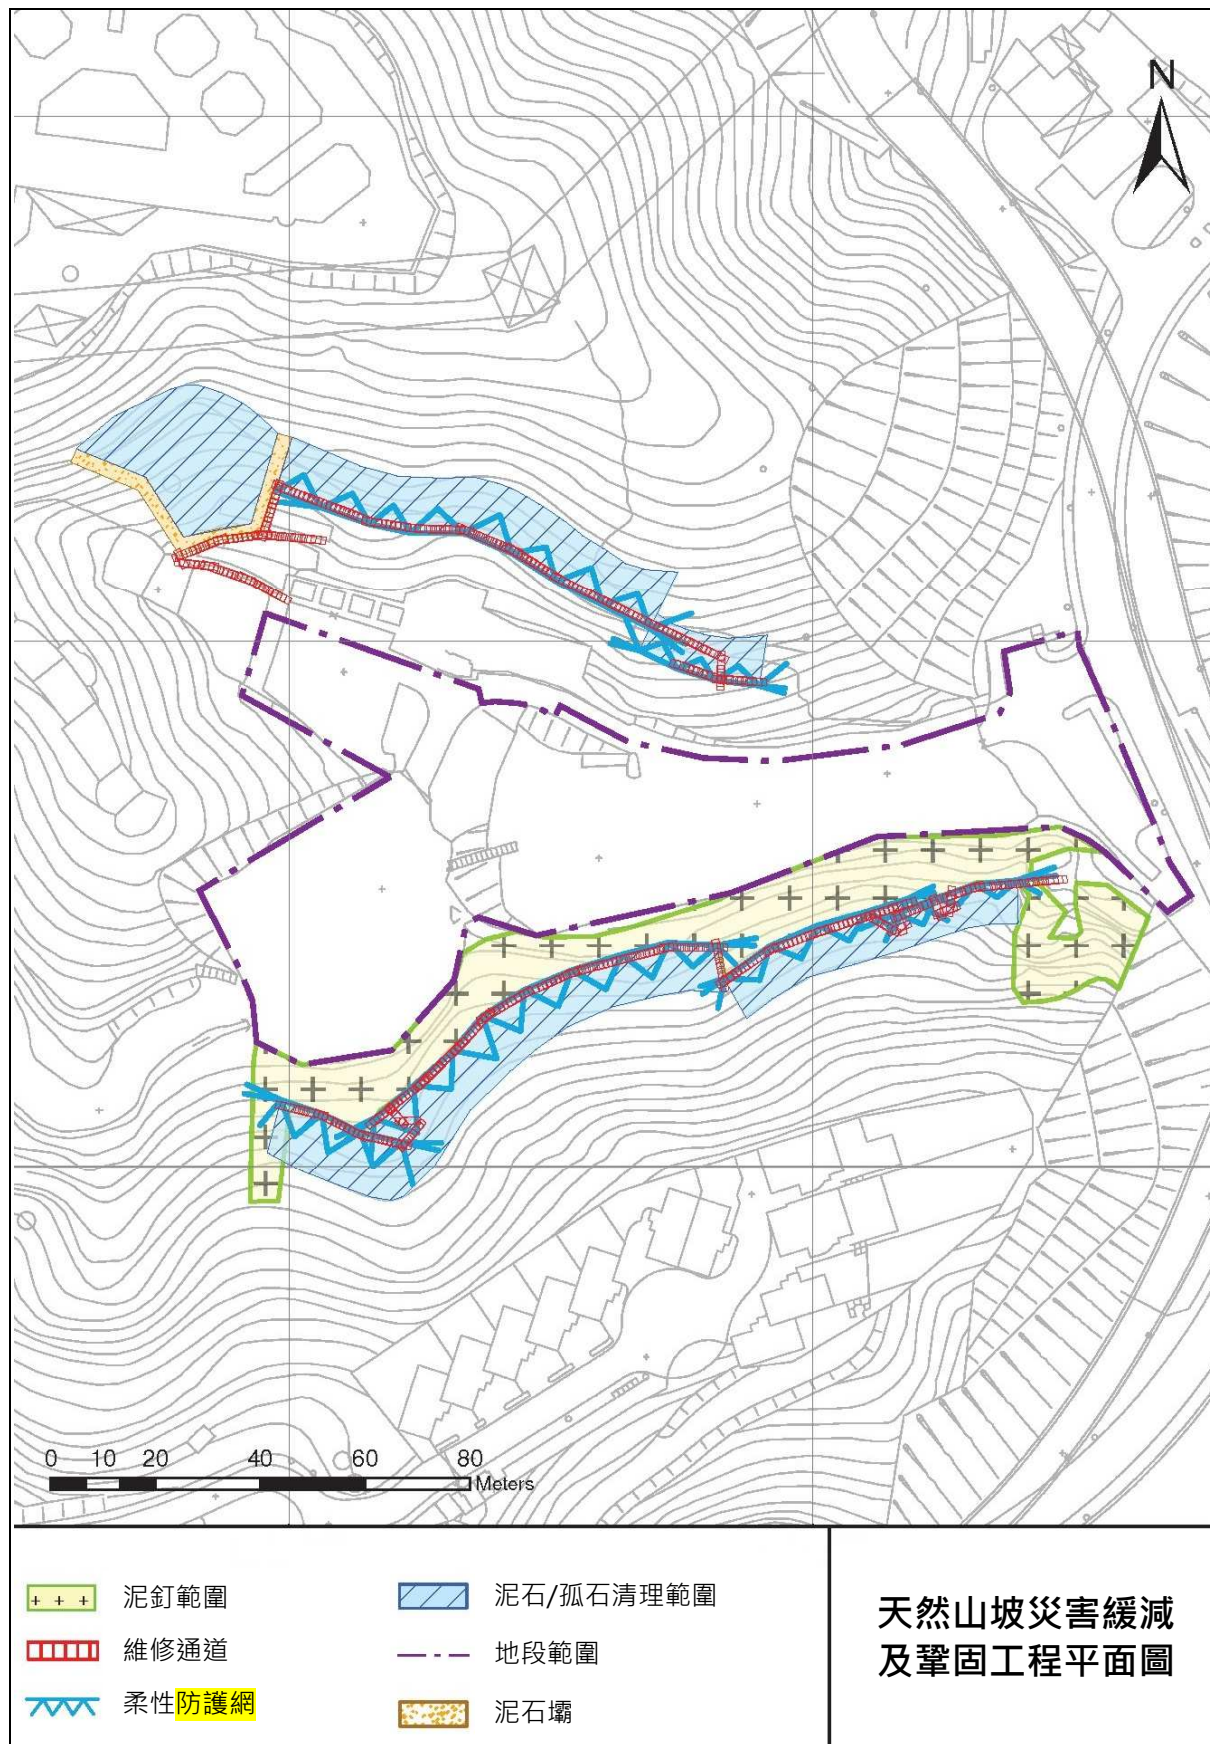 N
0 10 20 40 60 80
Meters
泥釘範圍
維修通道
柔性防護網
泥石/孤石清理範圍
地段範圍
泥石壩
天然山坡災害緩減
及鞏固工程平面圖